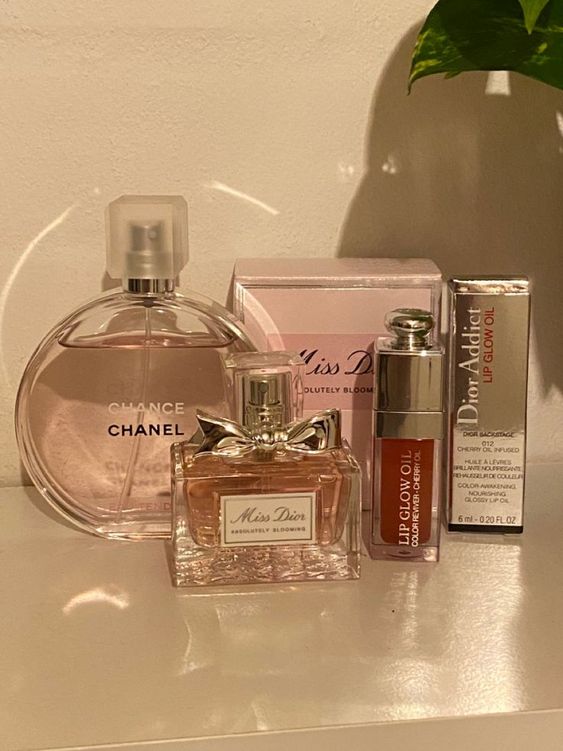 CHANCE
CHANEL
Miss Dior
ABSOLUTELY BLOOMING
Miss Di
OLUTELY BLOOM
LIP GLOW OIL
COLOR REVIVER - CHERRY OIL
Dior Addict
LIP GLOW OIL
DIOR BACKSTAGE
012
CHERRY OIL INFUSED
HUILE À LÈVRES
BRILLANTE NOURRISSANTE
REHAUSSEUR DE COULEUR
COLOR-AWAKENING
NOURISHING
GLOSSY LIP OIL
6 ml - 0.20 FL.OZ